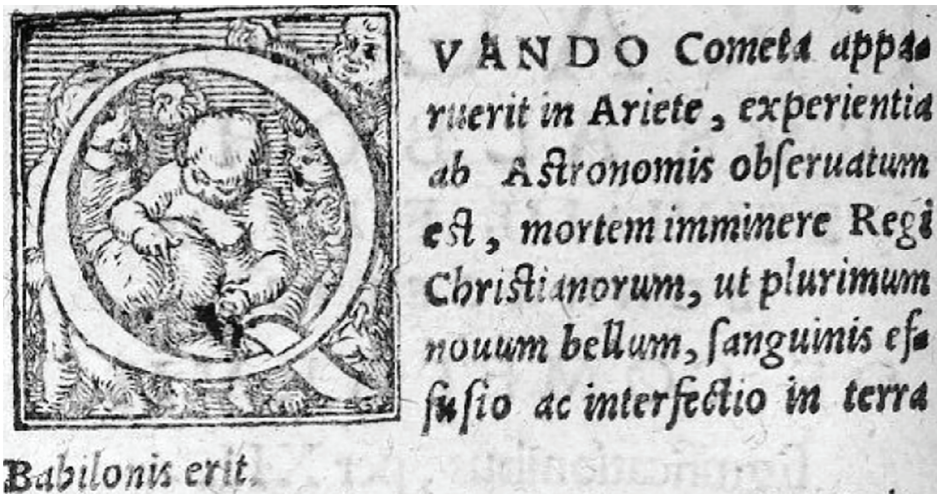 QVANDO Cometa appa-
ruerit in Ariete, experientia
ab Astronomis obſeruatum
est, mortem imminere Regi
Christianorum, ut plurimum
nouum bellum, ſanguinis ef-
fuſio ac interfectio in terra
Babilonis erit.